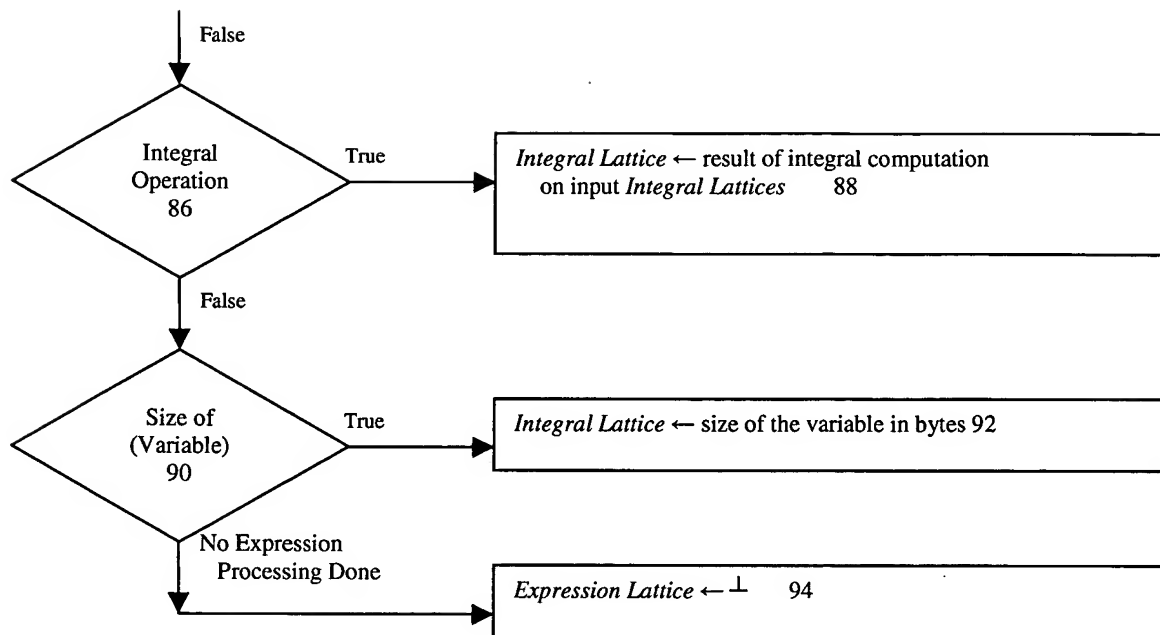 False
Integral
Operation
86
True
Integral Lattice ← result of integral computation
on input Integral Lattices 88
False
Size of
(Variable)
90
True
Integral Lattice ← size of the variable in bytes 92
No Expression
Processing Done
Expression Lattice ← ⊥ 94